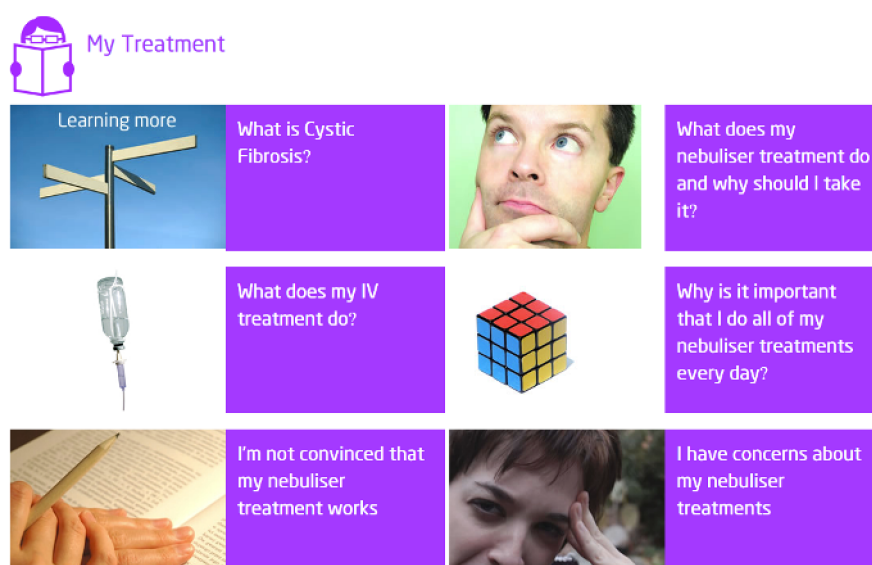 My Treatment
Learning more
What is Cystic
Fibrosis?
What does my
nebuliser treatment do
and why should I take
it?
What does my IV
treatment do?
Why is it important
that I do all of my
nebuliser treatments
every day?
I'm not convinced that
my nebuliser
treatment works
I have concerns about
my nebuliser
treatments